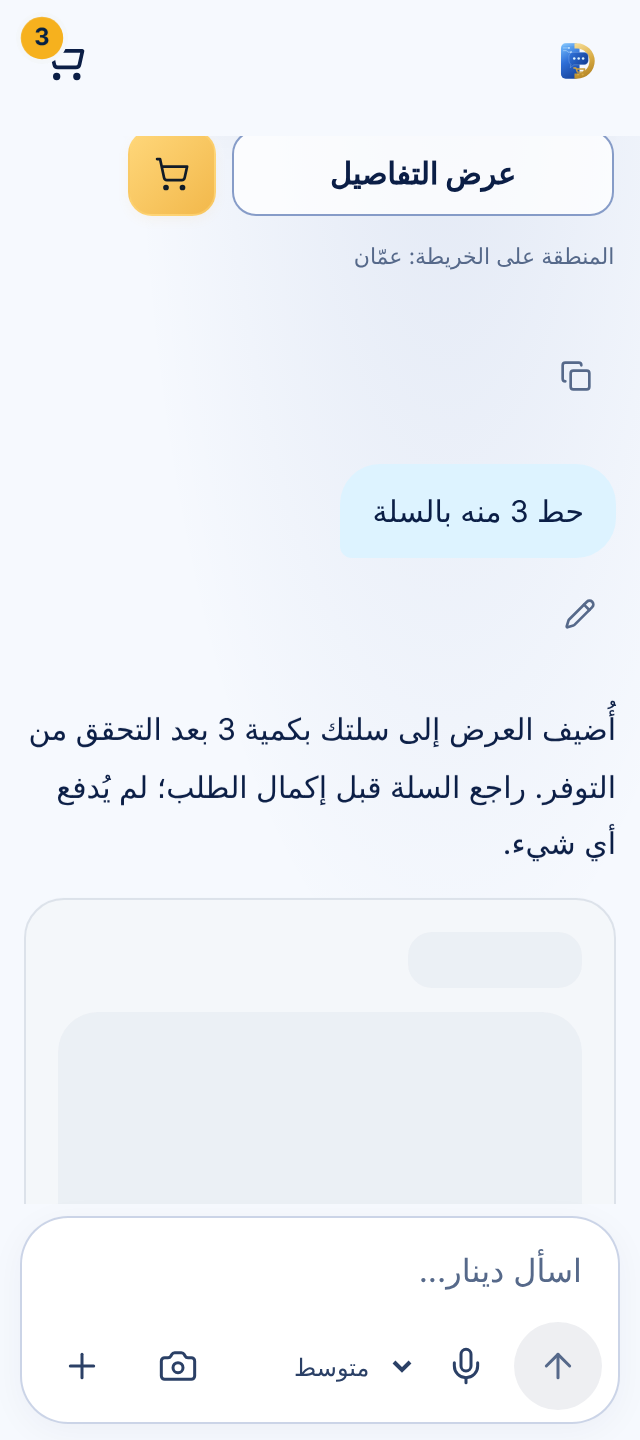 3
عرض التفاصيل
المنطقة على الخريطة: عمّان
حط 3 منه بالسلة
أُضيف العرض إلى سلتك بكمية 3 بعد التحقق من
التوفر. راجع السلة قبل إكمال الطلب؛ لم يُدفع
أي شيء.
اسأل دينار...
متوسط